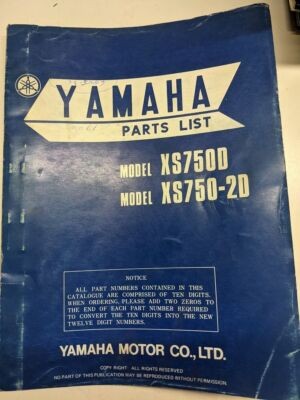 YAMAHA
PARTS LIST
MODEL XS750D
MODEL XS750-2D
NOTICE
ALL PART NUMBERS CONTAINED IN THIS
CATALOGUE ARE COMPRISED OF TEN DIGITS.
WHEN ORDERING, PLEASE ADD TWO ZEROS TO
THE END OF EACH PART NUMBER REQUIRED
TO CONVERT THE TEN DIGITS INTO THE NEW
TWELVE DIGIT NUMBERS.
YAMAHA MOTOR CO., LTD.
COPY RIGHT ALL RIGHTS RESERVED
NO PART OF THIS PUBLICATION MAY BE REPRODUCED WITHOUT PERMISSION